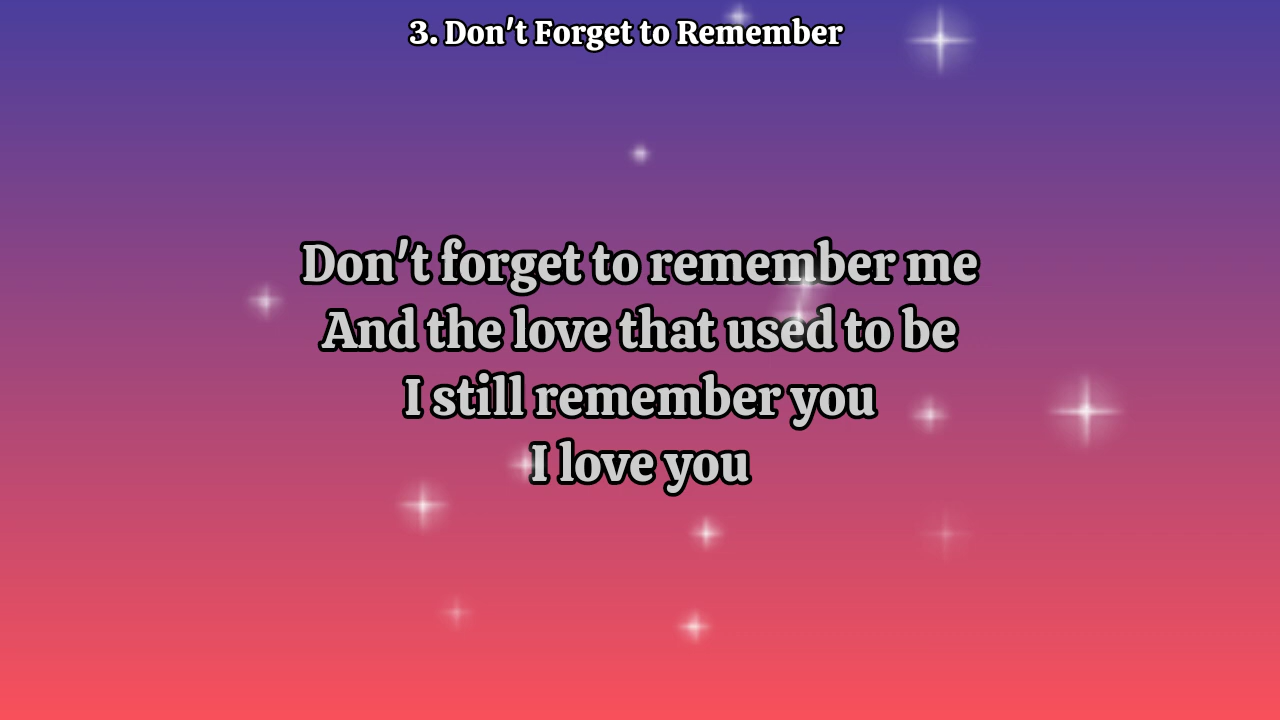 3. Don't Forget to Remember
Don't forget to remember me
And the love that used to be
I still remember you
I love you